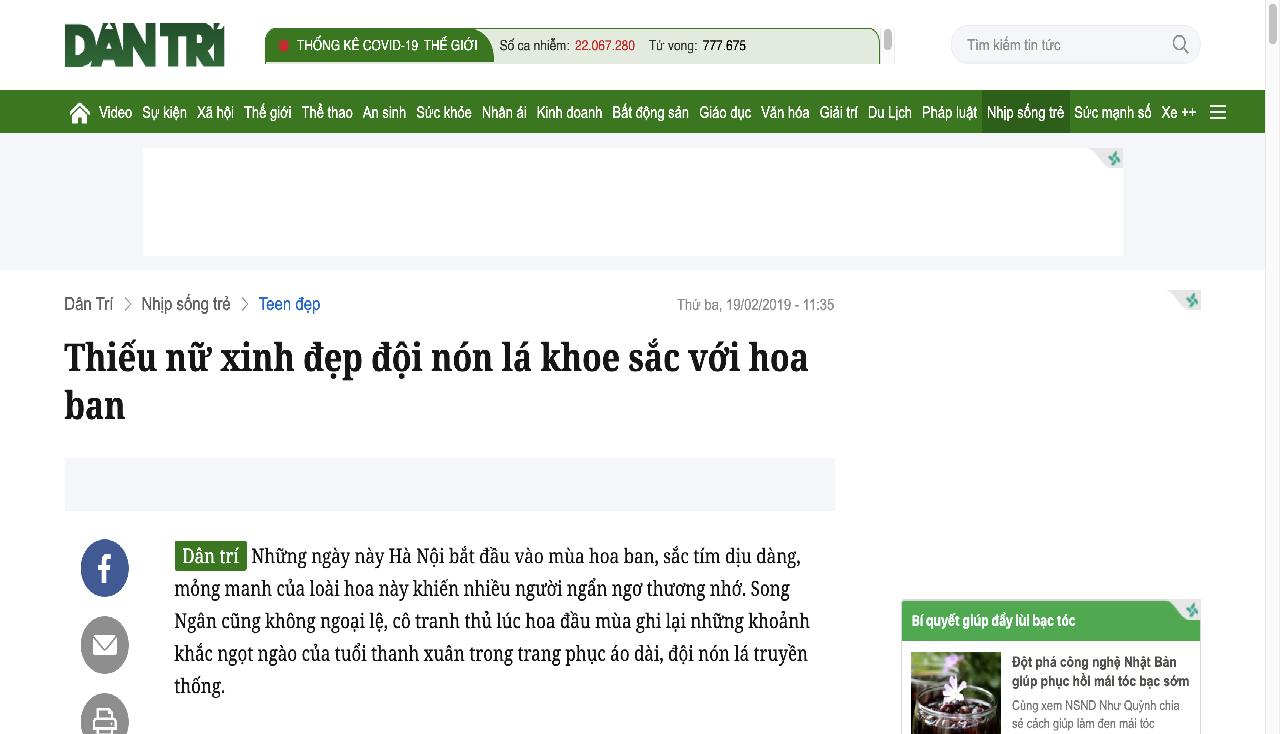 DÂN TRÍ
THỐNG KÊ COVID-19 THẾ GIỚI Số ca nhiễm: 22.067.280 Tử vong: 777.675
Tìm kiếm tin tức
Video Sự kiện Xã hội Thế giới Thể thao An sinh Sức khỏe Nhân ái Kinh doanh Bất động sản Giáo dục Văn hóa Giải trí Du Lịch Pháp luật Nhịp sống trẻ Sức mạnh số Xe ++
Dân Trí Nhịp sống trẻ Teen đẹp
Thứ ba, 19/02/2019 - 11:35
Thiếu nữ xinh đẹp đội nón lá khoe sắc với hoa
ban
Dân trí Những ngày này Hà Nội bắt đầu vào mùa hoa ban, sắc tím dịu dàng,
mỏng manh của loài hoa này khiến nhiều người ngẩn ngơ thương nhớ. Song
Ngân cũng không ngoại lệ, cô tranh thủ lúc hoa đầu mùa ghi lại những khoảnh
khắc ngọt ngào của tuổi thanh xuân trong trang phục áo dài, đội nón lá truyền
thống.
Bí quyết giúp đẩy lùi bạc tóc
Đột phá công nghệ Nhật Bản
giúp phục hồi mái tóc bạc sớm
Cùng xem NSND Như Quỳnh chia
sẻ cách giúp làm đen mái tóc